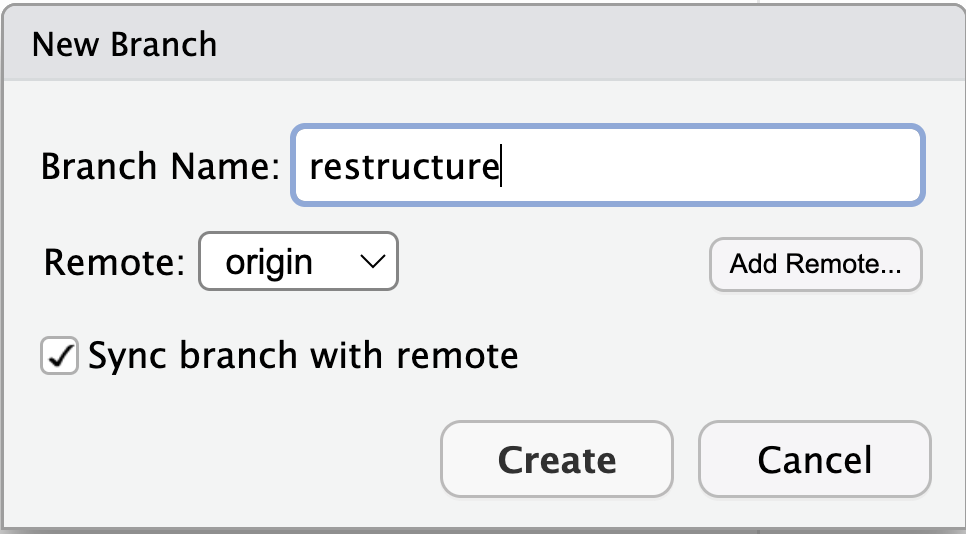 New Branch
Branch Name: restructure
Remote: origin Add Remote...
Sync branch with remote
Create Cancel